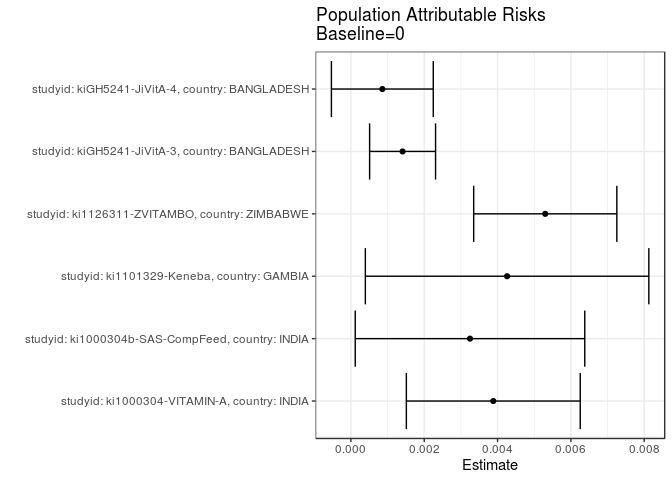 Population Attributable Risks
Baseline=0
studyid: kiGH5241-JiVitA-4, country: BANGLADESH
studyid: kiGH5241-JiVitA-3, country: BANGLADESH
studyid: ki1126311-ZVITAMBO, country: ZIMBABWE
studyid: ki1101329-Keneba, country: GAMBIA
studyid: ki1000304b-SAS-CompFeed, country: INDIA
studyid: ki1000304-VITAMIN-A, country: INDIA
0.000 0.002 0.004 0.006 0.008
Estimate